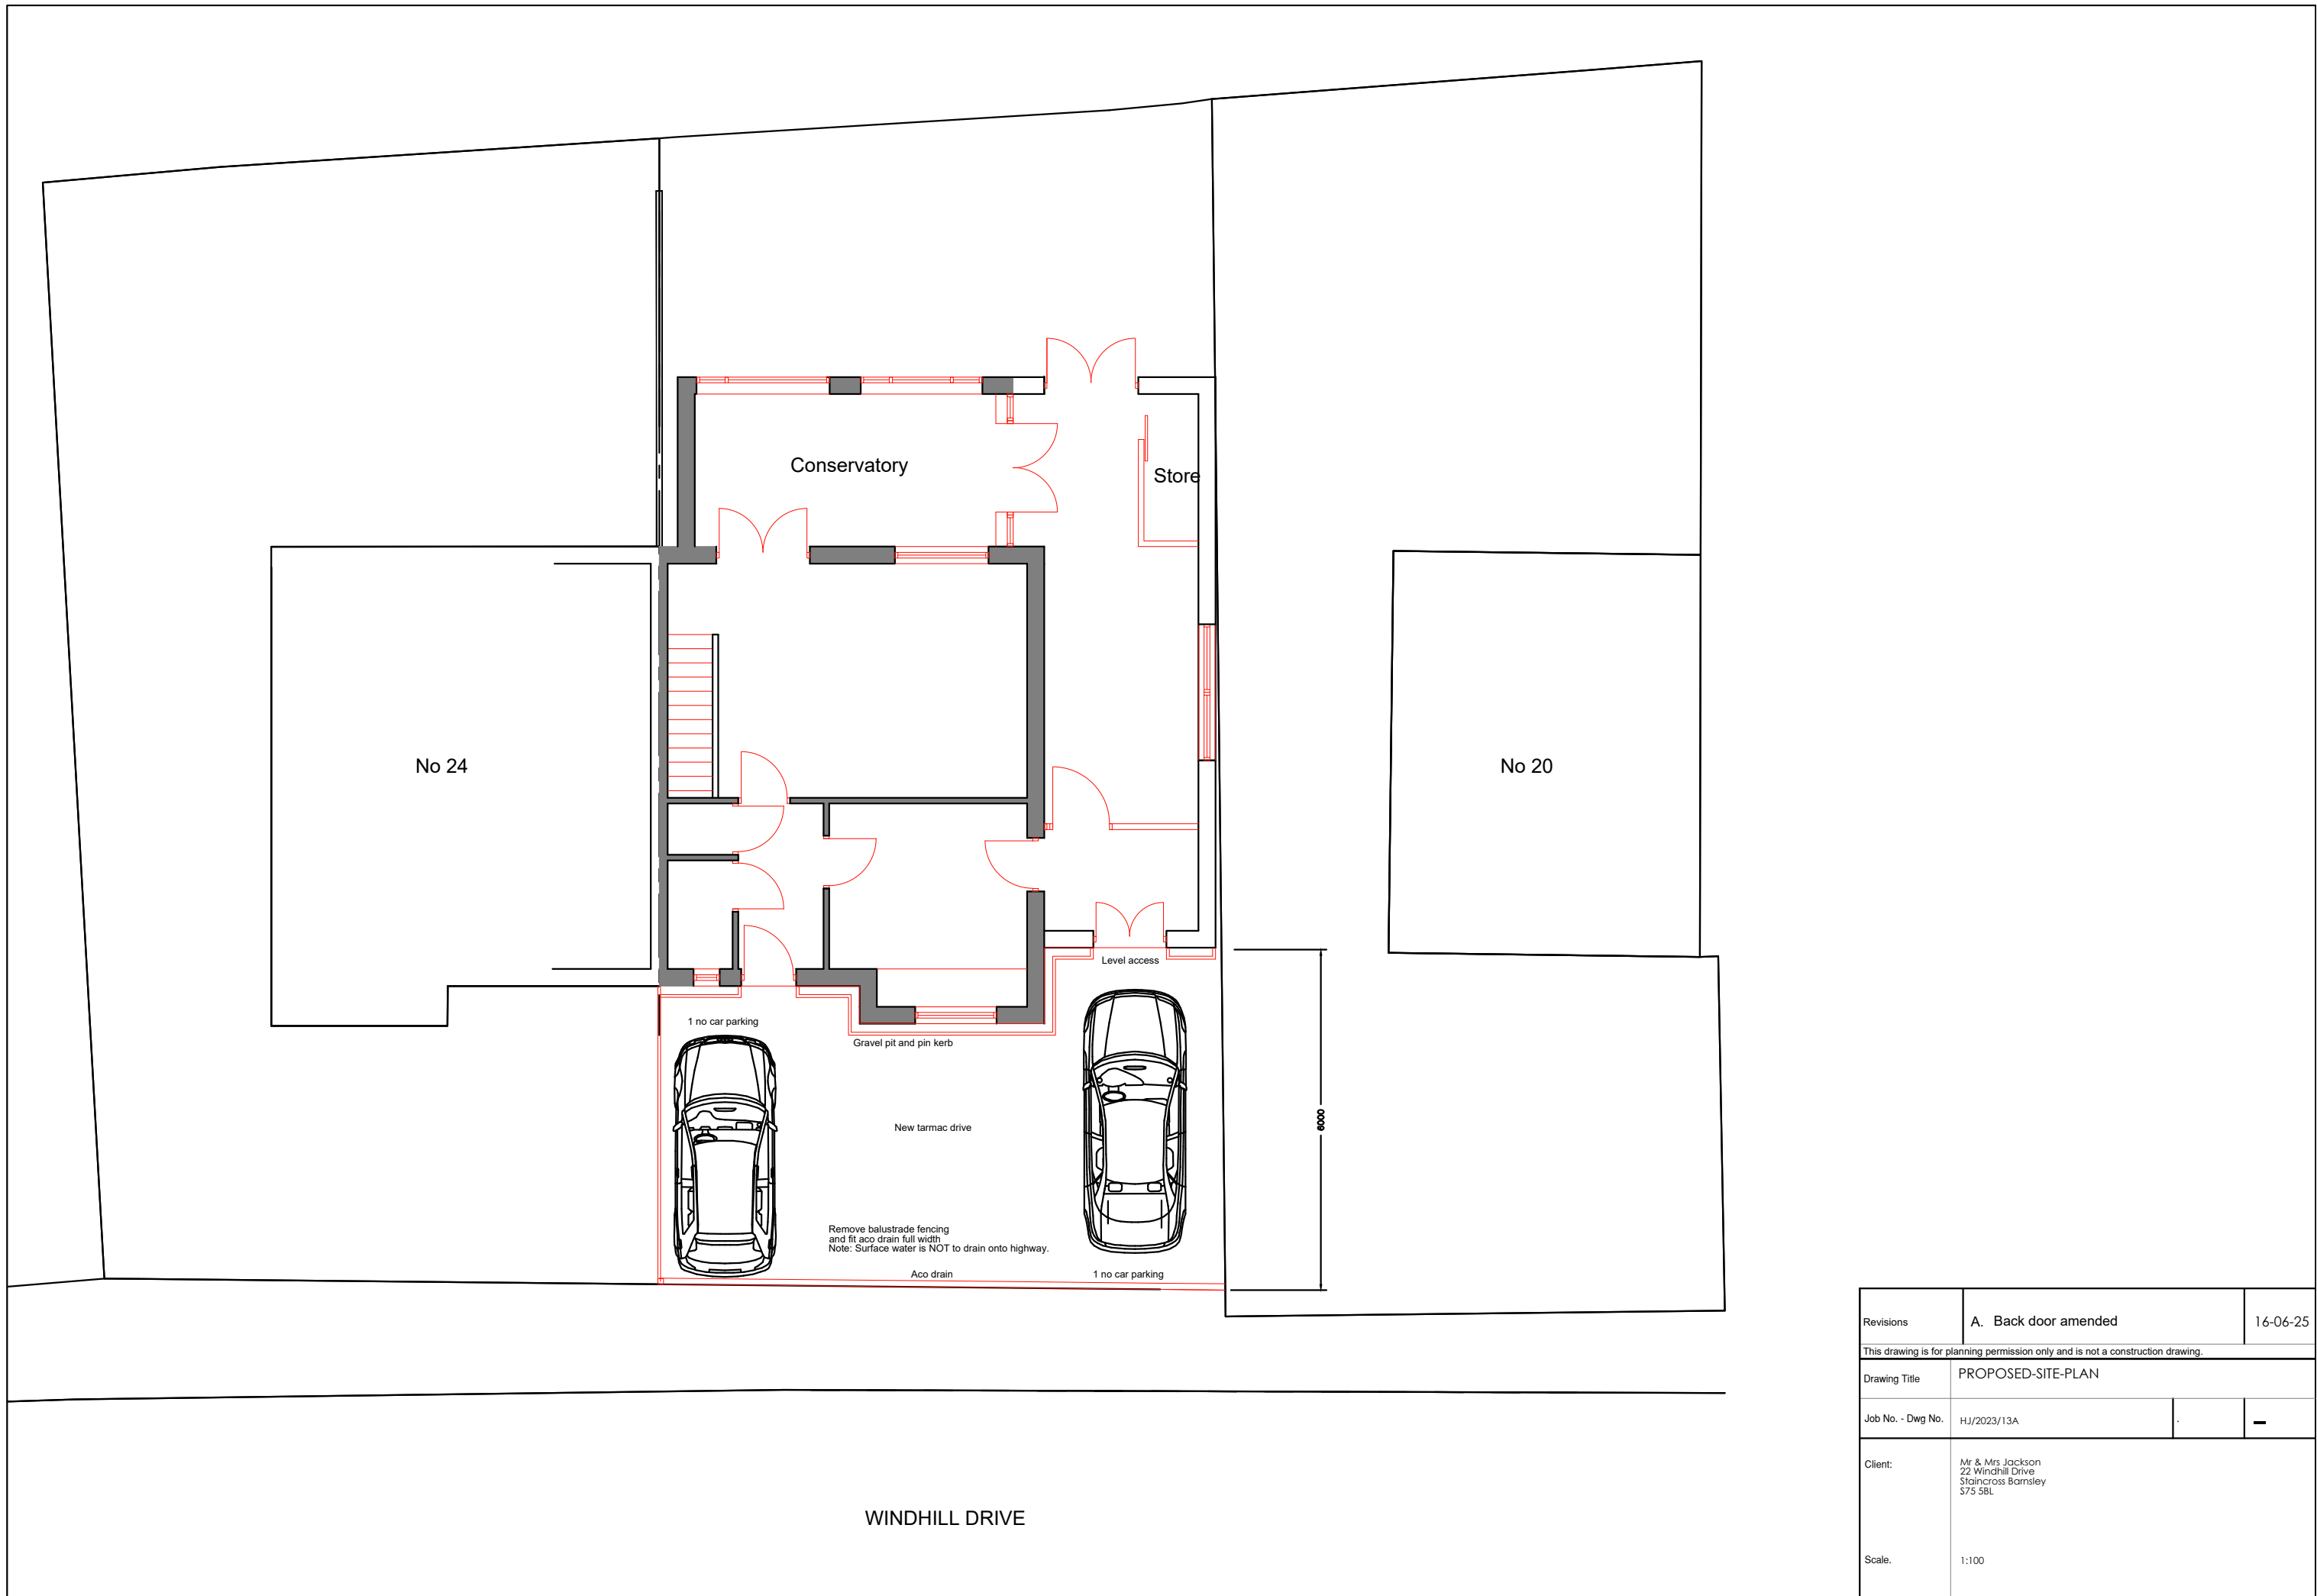 Conservatory
Store
No 24
No 20
Level access
1 no car parking
Gravel pit and pin kerb
New tarmac drive
6000
Remove balustrade fencing
and fit aco drain full width
Note: Surface water is NOT to drain onto highway.
Aco drain
1 no car parking
WINDHILL DRIVE
Revisions
A. Back door amended
16-06-25
This drawing is for planning permission only and is not a construction drawing.
Drawing Title
PROPOSED-SITE-PLAN
Job No. - Dwg No.
HJ/2023/13A
Client:
Mr & Mrs Jackson
22 Windhill Drive
Staincross Barnsley
S75 5BL
Scale.
1:100